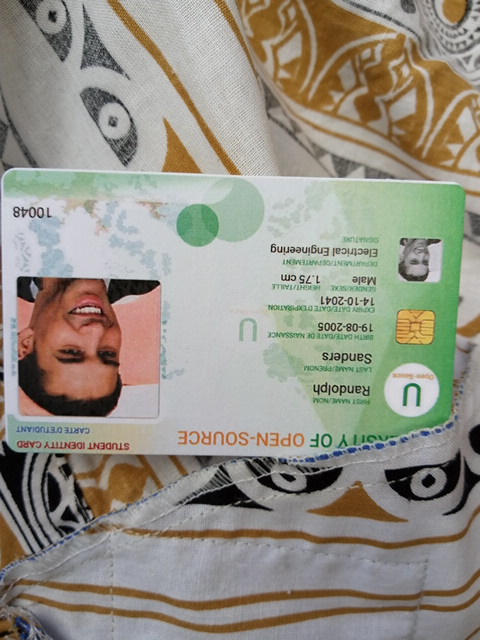 RSITY OF OPEN-SOURCE
STUDENT IDENTITY CARD
CARTE D'ETUDIANT
U
Open-Source
FIRST NAME/NOM
Randolph
LAST NAME/PRENOM
Sanders
BIRTH DATE/DATE DE NAISSANCE
19-08-2005
EXPIRY DATE/DATE D'EXPIRATION
14-10-2041
GENDER/SEXE HEIGHT/TAILLE
Male 1.75 cm
DEPARTMENT/DEPARTEMENT
Electrical Engineering
SIGNATURE
U
10048